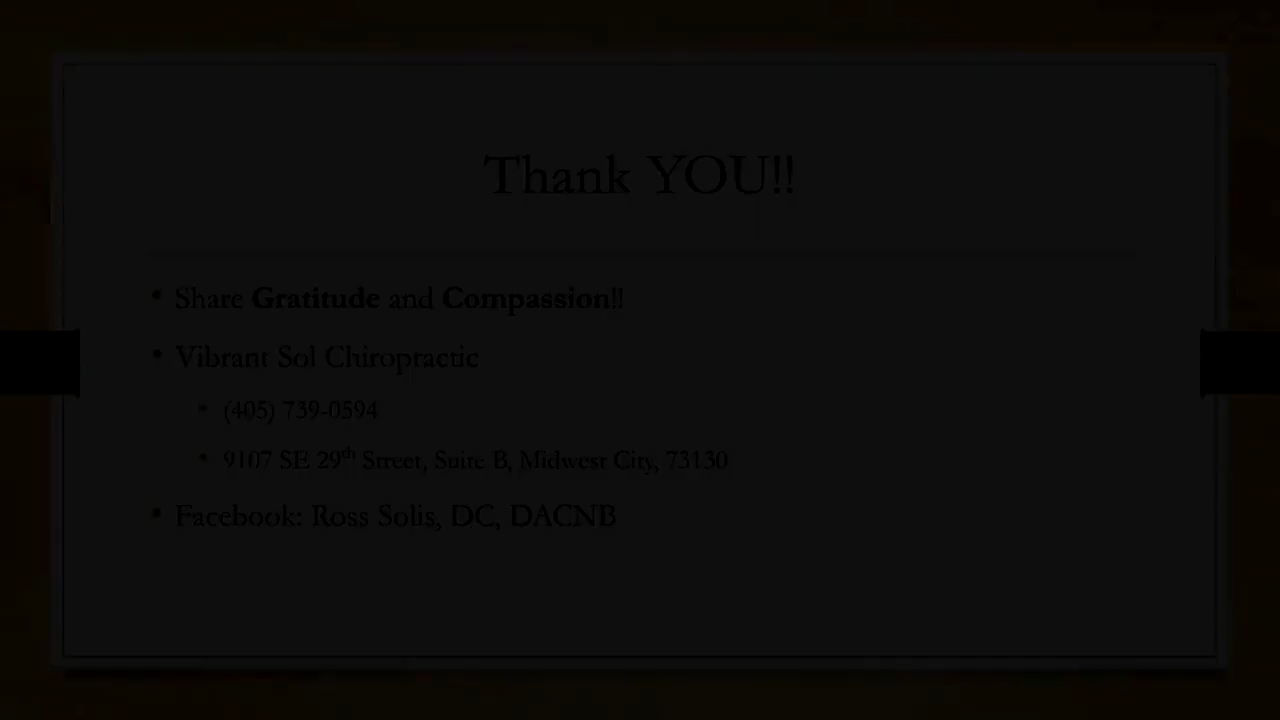 Thank YOU!!
• Share Gratitude and Compassion!!
• Vibrant Sol Chiropractic
• (405) 739-0594
• 9107 SE 29th Street, Suite B, Midwest City, 73130
• Facebook: Ross Solis, DC, DACNB